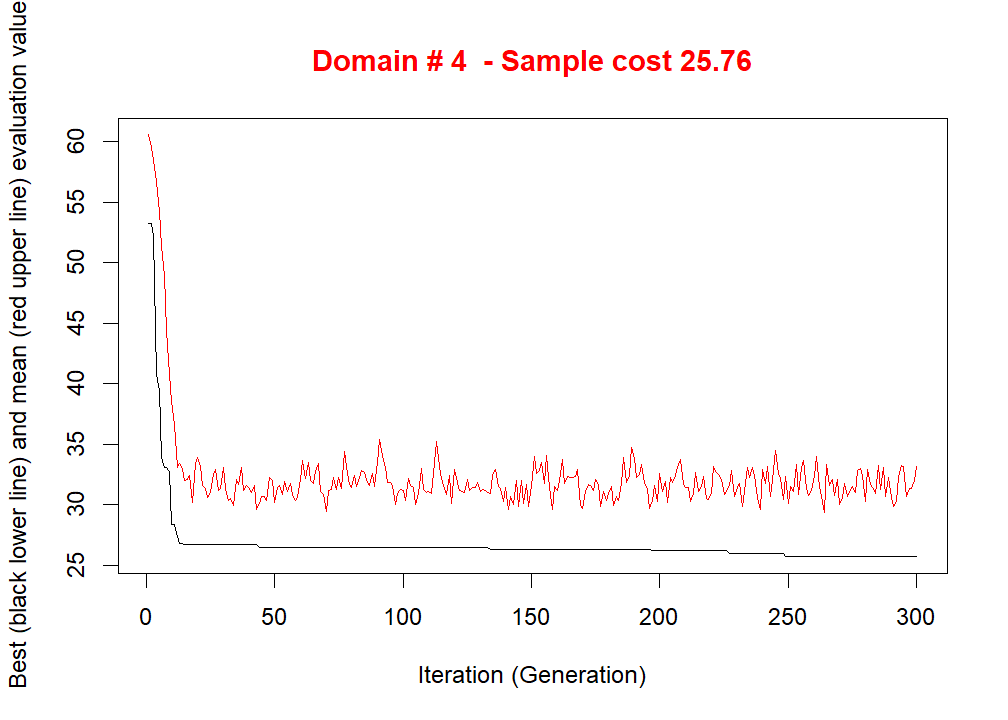 Domain # 4  - Sample cost 25.76
Best (black lower line) and mean (red upper line) evaluation value
60
55
50
45
40
35
30
25
0 50 100 150 200 250 300
Iteration (Generation)